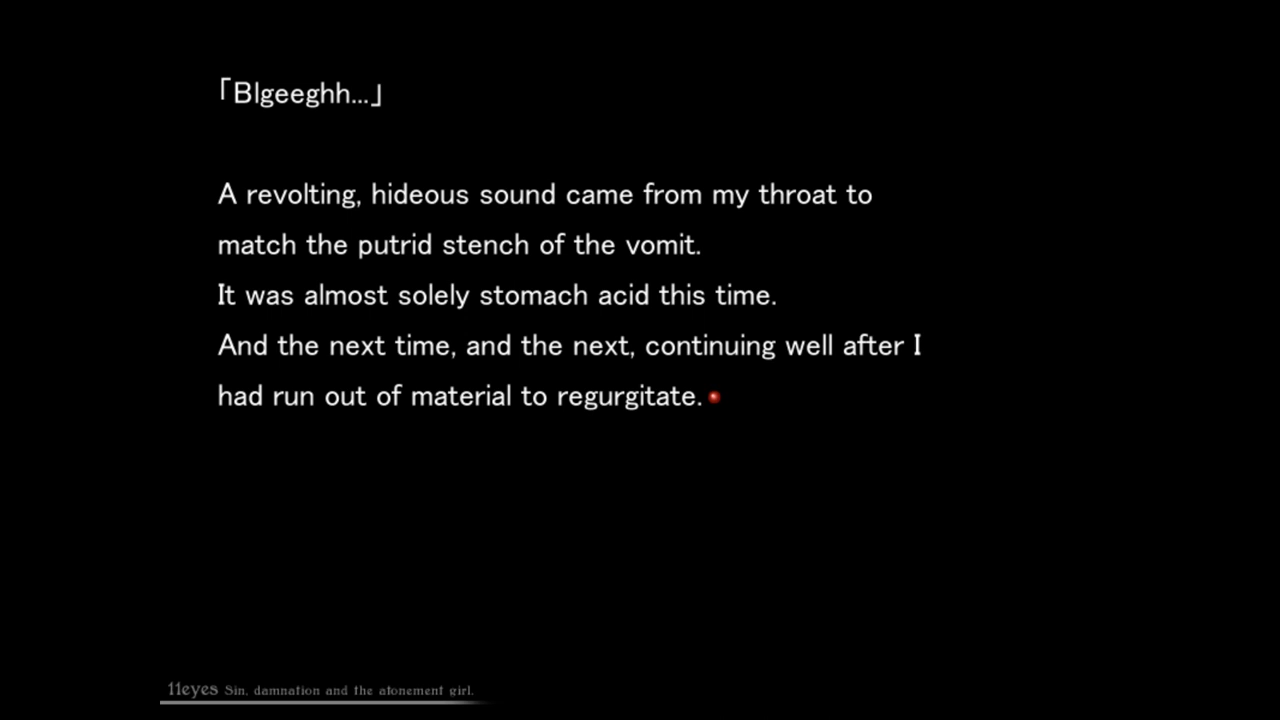 「Blgeeghh...」
A revolting, hideous sound came from my throat to
match the putrid stench of the vomit.
It was almost solely stomach acid this time.
And the next time, and the next, continuing well after I
had run out of material to regurgitate.
11eyes Sin, damnation and the atonement girl.